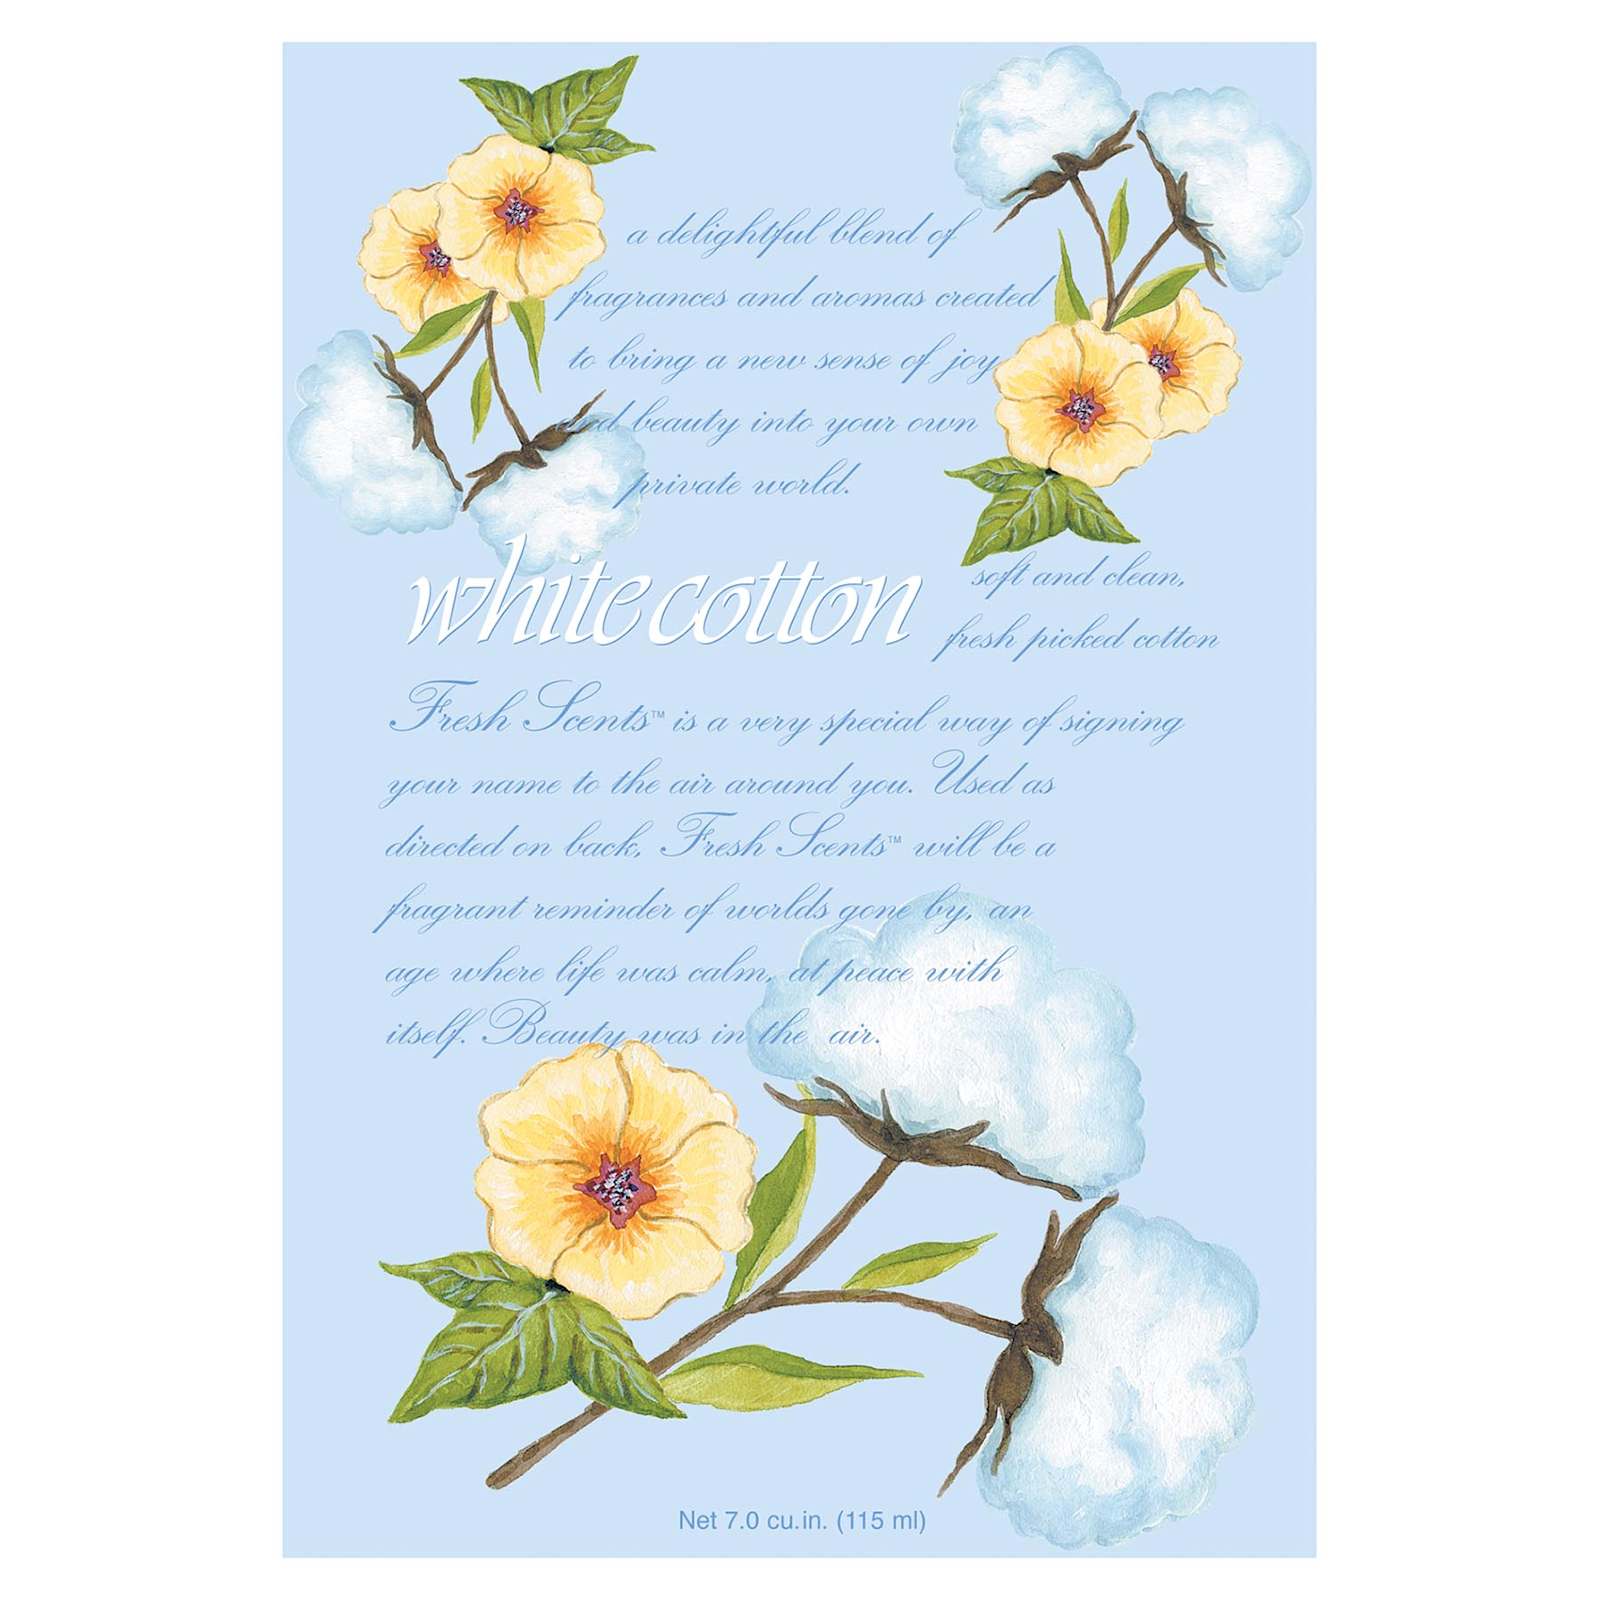 a delightful blend of
fragrances and aromas created
to bring a new sense of joy
and beauty into your own
private world.
white cotton
soft and clean,
fresh picked cotton
Fresh Scents™ is a very special way of signing
your name to the air around you. Used as
directed on back, Fresh Scents™ will be a
fragrant reminder of worlds gone by, an
age where life was calm, at peace with
itself. Beauty was in the air.
Net 7.0 cu.in. (115 ml)